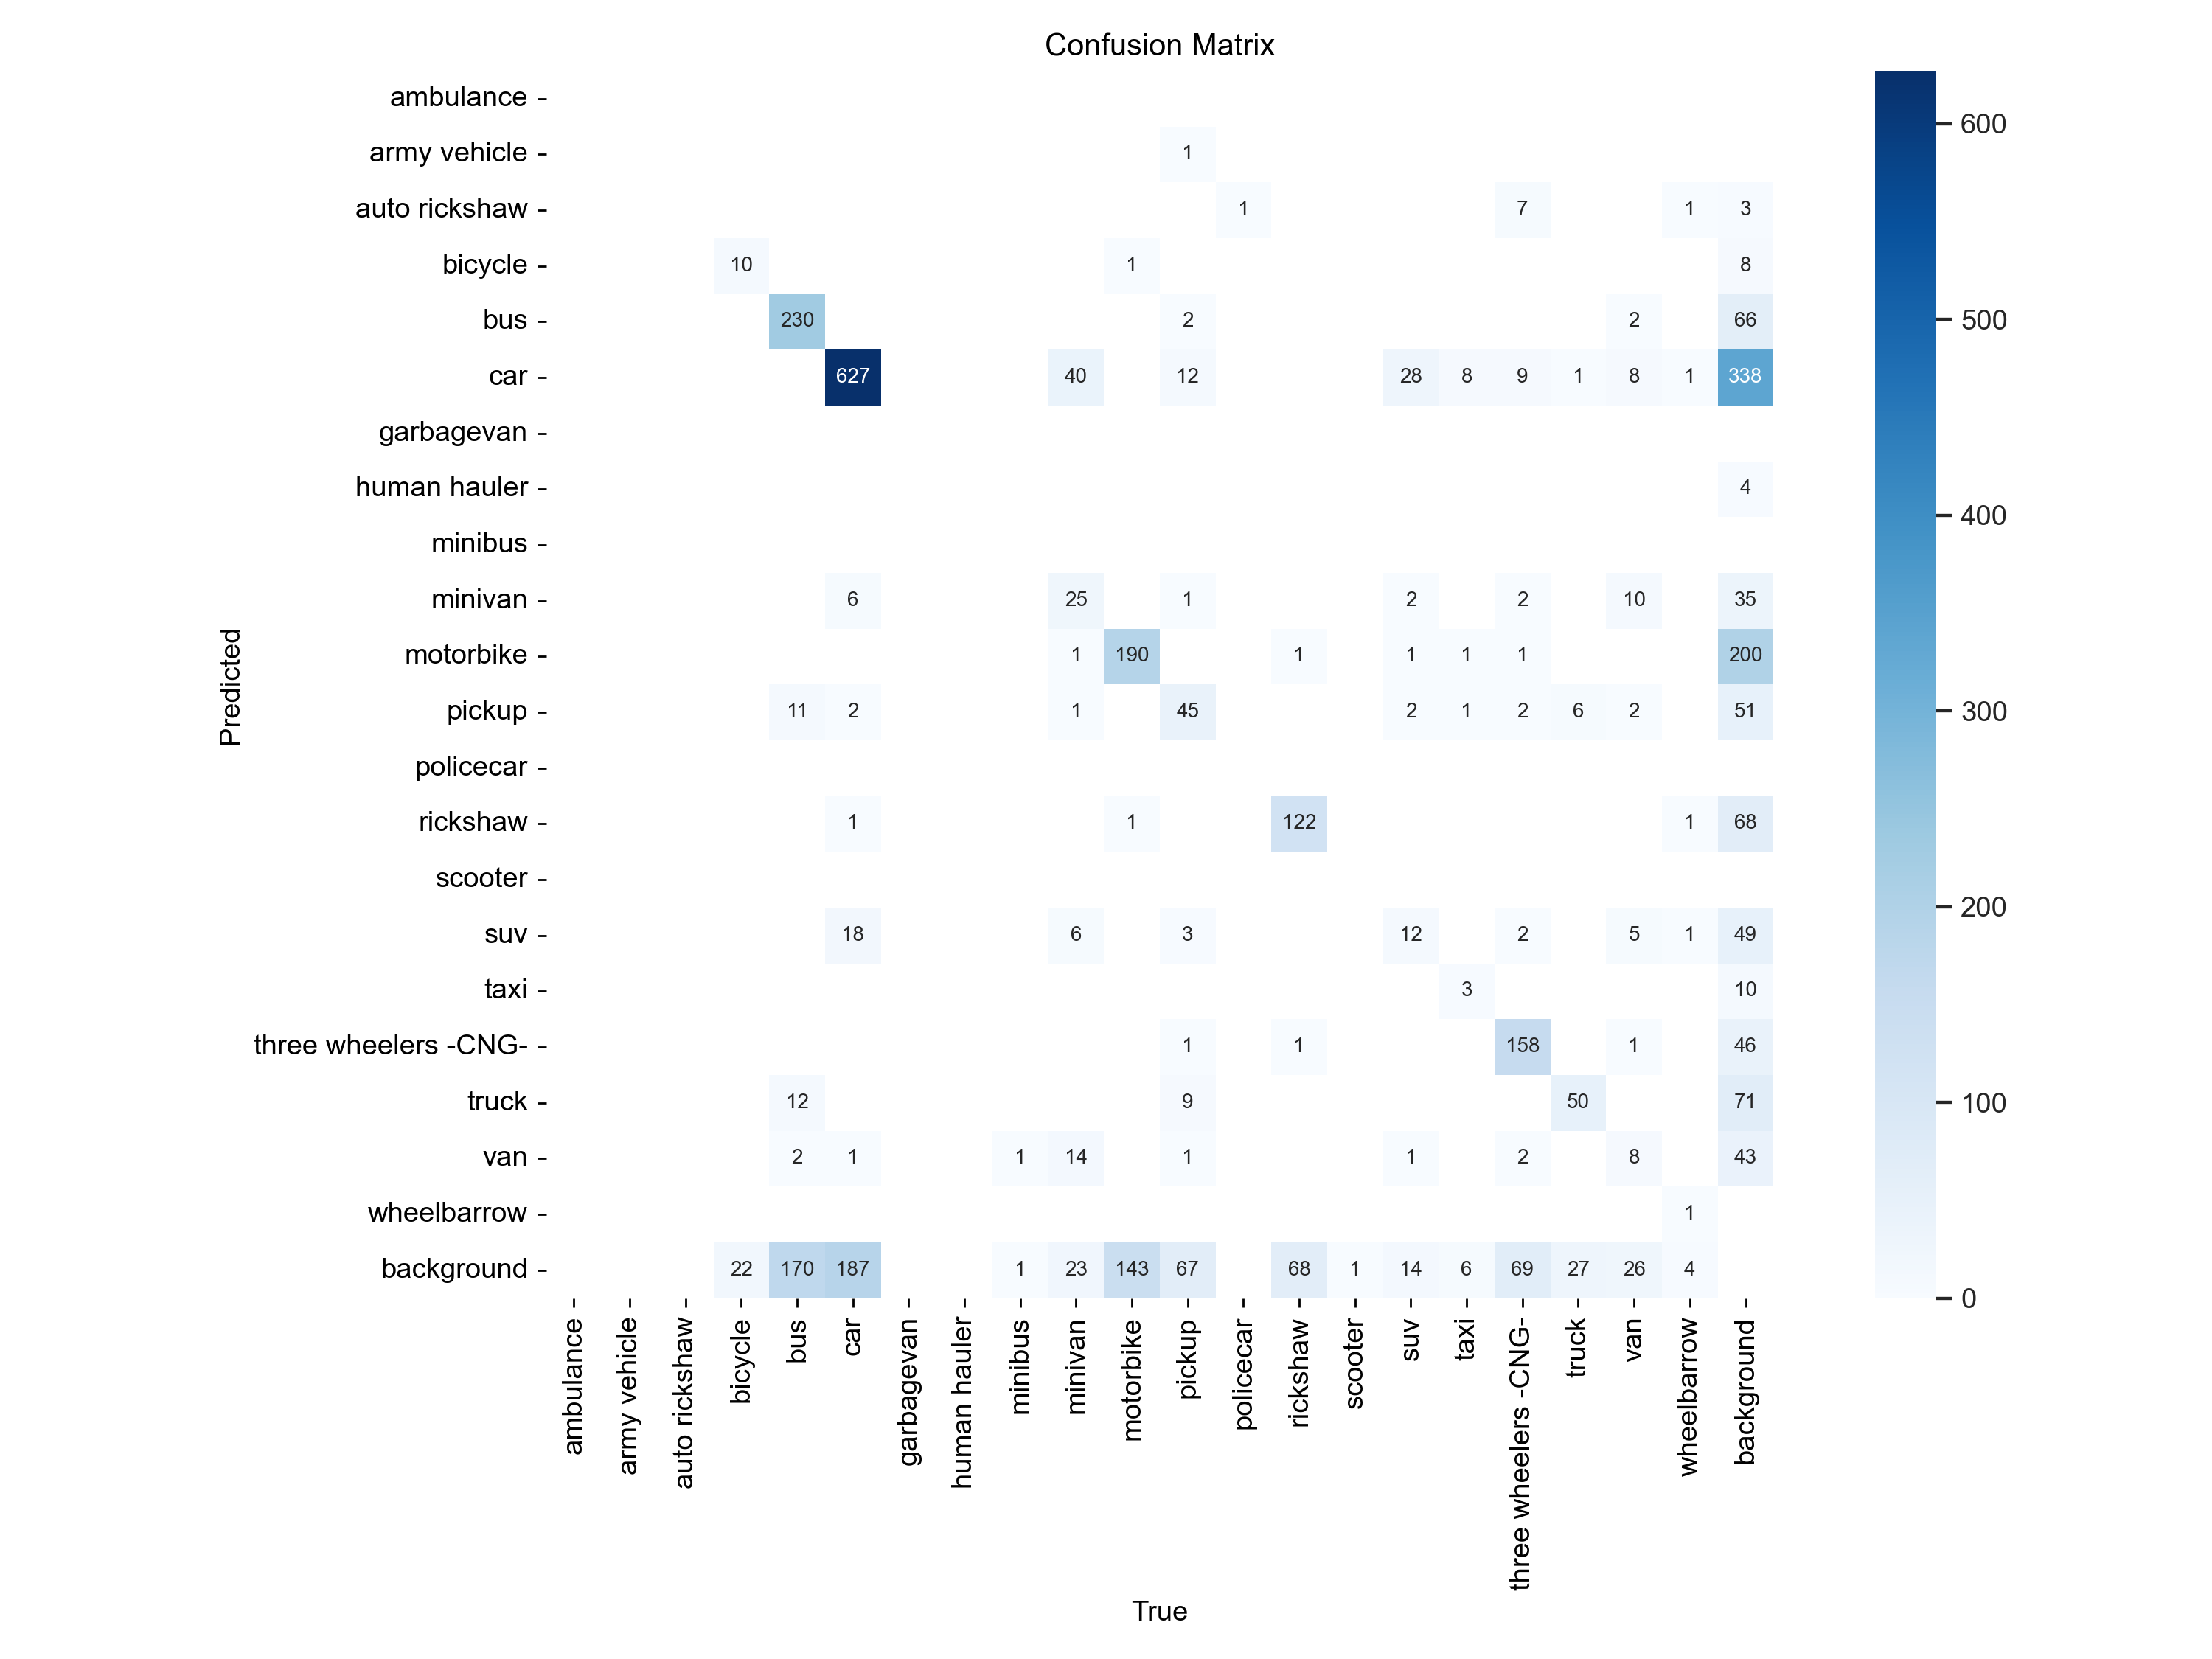 Confusion Matrix
ambulance
army vehicle 1
auto rickshaw 1 7 1 3
bicycle 10 1 8
bus 230 2 2 66
car 627 40 12 28 8 9 1 8 1 338
garbagevan
human hauler 4
minibus
minivan 6 25 1 2 2 10 35
motorbike 1 190 1 1 1 1 200
pickup 11 2 1 45 2 1 2 6 2 51
policecar
rickshaw 1 1 122 1 68
scooter
suv 18 6 3 12 2 5 1 49
taxi 3 10
three wheelers -CNG- 1 1 158 1 46
truck 12 9 50 71
van 2 1 1 14 1 1 2 8 43
wheelbarrow 1
background 22 170 187 1 23 143 67 68 1 14 6 69 27 26 4
Predicted
ambulance
army vehicle
auto rickshaw
bicycle
bus
car
garbagevan
human hauler
minibus
minivan
motorbike
pickup
policecar
rickshaw
scooter
suv
taxi
three wheelers -CNG-
truck
van
wheelbarrow
background
True
600
500
400
300
200
100
0